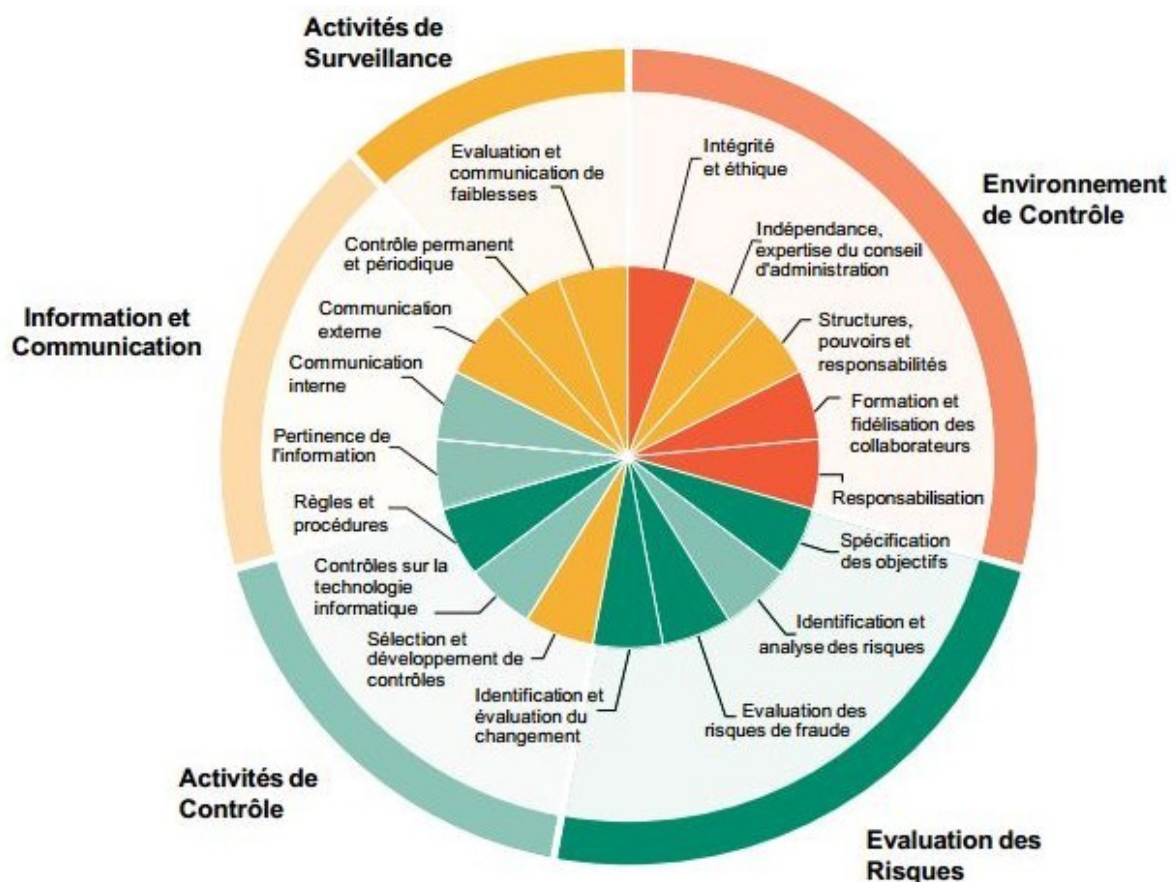 Activités de
Surveillance
Environnement
de Contrôle
Intégrité
et éthique
Indépendance,
expertise du conseil
d'administration
Structures,
pouvoirs et
responsabilités
Formation et
fidélisation des
collaborateurs
Responsabilisation
Spécification
des objectifs
Identification et
analyse des risques
Evaluation des
risques de fraude
Evaluation des
Risques
Identification et
évaluation du
changement
Sélection et
développement de
contrôles
Contrôles sur la
technologie
informatique
Règles et
procédures
Activités de
Contrôle
Pertinence de
l'information
Communication
interne
Communication
externe
Information et
Communication
Contrôle permanent
et périodique
Evaluation et
communication de
faiblesses